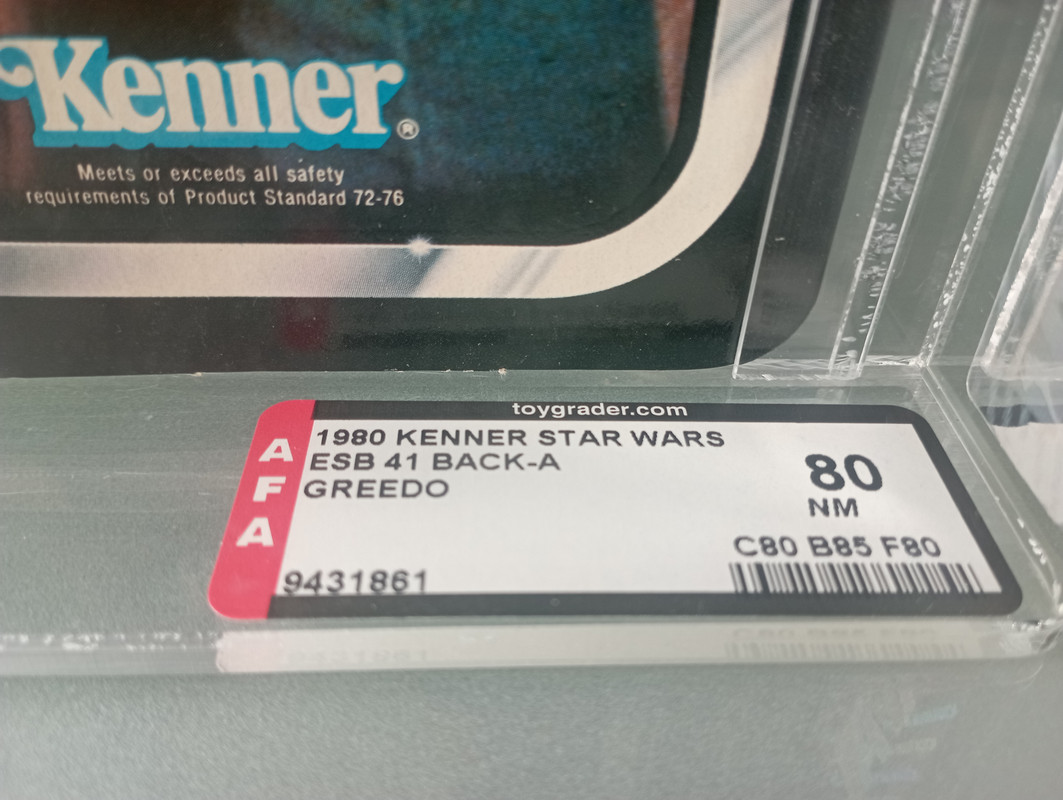 Kenner®
Meets or exceeds all safety
requirements of Product Standard 72-76
toygrader.com
AFA
1980 KENNER STAR WARS
ESB 41 BACK-A
GREEDO
80
NM
C80 B85 F80
9431861